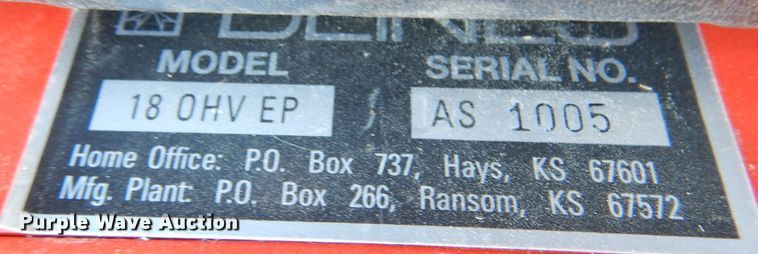 MODEL SERIAL NO.
18 OHV EP AS 1005
Home Office: P.O. Box 737, Hays, KS 67601
Mfg. Plant: P.O. Box 266, Ransom, KS 67572
Purple Wave Auction